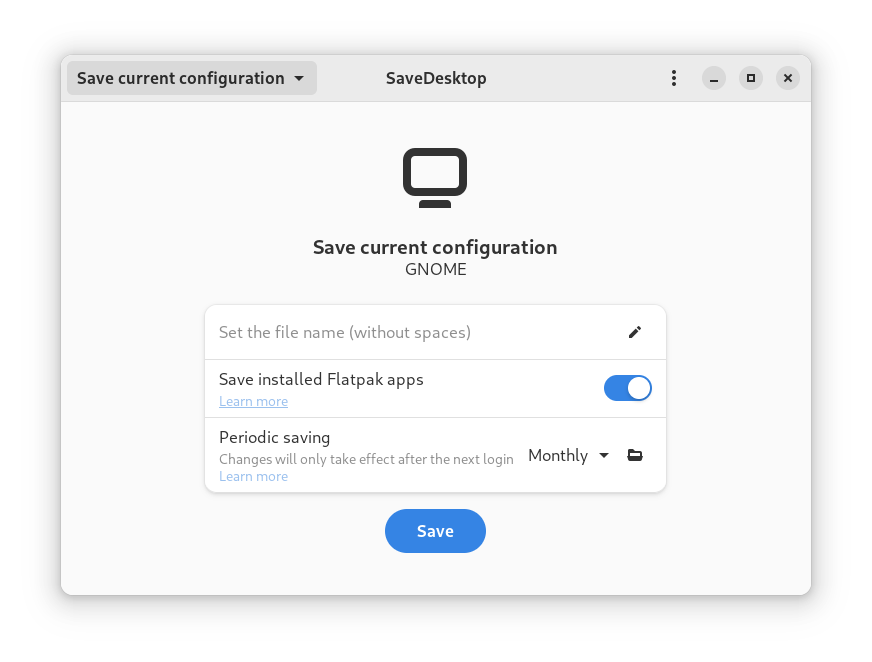 Save current configuration
SaveDesktop
Save current configuration
GNOME
Set the file name (without spaces)
Save installed Flatpak apps
Learn more
Periodic saving
Changes will only take effect after the next login
Learn more
Monthly
Save